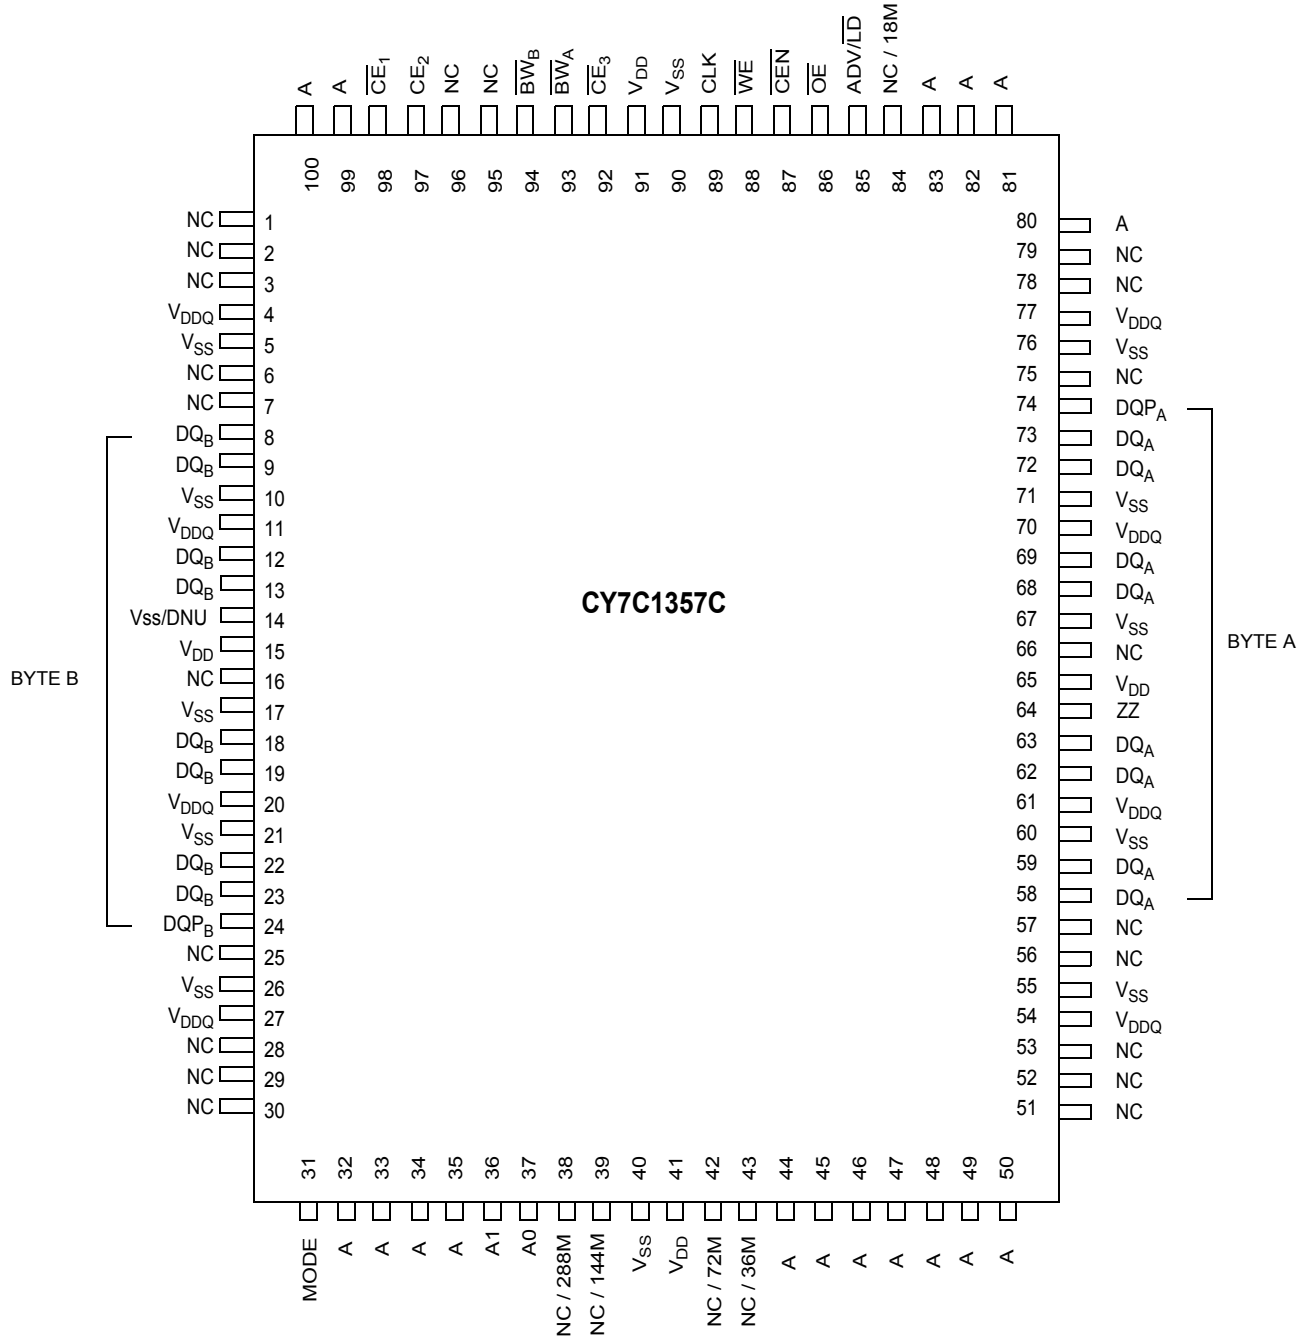 A A CE1 CE2 NC NC BWB BWA CE3 VDD VSS CLK WE CEN OE ADV/LD NC / 18M A A A
100 99 98 97 96 95 94 93 92 91 90 89 88 87 86 85 84 83 82 81
NC 1 80 A
NC 2 79 NC
NC 3 78 NC
VDDQ 4 77 VDDQ
VSS 5 76 VSS
NC 6 75 NC
NC 7 74 DQPA
DQB 8 73 DQA
DQB 9 72 DQA
VSS 10 71 VSS
VDDQ 11 70 VDDQ
DQB 12 69 DQA
DQB 13 68 DQA
CY7C1357C
Vss/DNU 14 67 VSS
BYTE A
VDD 15 66 NC
BYTE B
NC 16 65 VDD
VSS 17 64 ZZ
DQB 18 63 DQA
DQB 19 62 DQA
VDDQ 20 61 VDDQ
VSS 21 60 VSS
DQB 22 59 DQA
DQB 23 58 DQA
DQPB 24 57 NC
NC 25 56 NC
VSS 26 55 VSS
VDDQ 27 54 VDDQ
NC 28 53 NC
NC 29 52 NC
NC 30 51 NC
31 32 33 34 35 36 37 38 39 40 41 42 43 44 45 46 47 48 49 50
MODE A A A A A1 A0 NC / 288M NC / 144M VSS VDD NC / 72M NC / 36M A A A A A A A